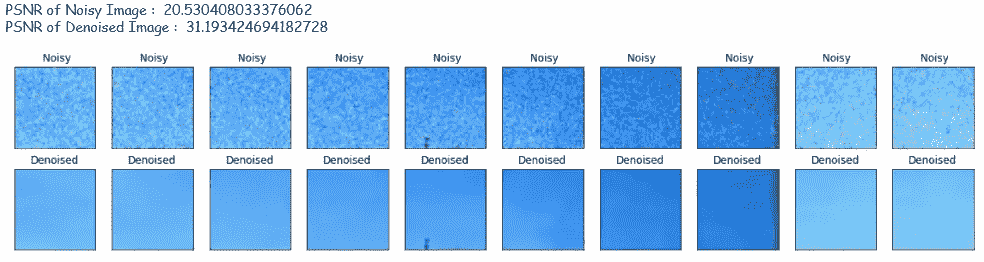 PSNR of Noisy Image : 20.530408033376062
PSNR of Denoised Image : 31.193424694182728
Noisy Noisy Noisy Noisy Noisy Noisy Noisy Noisy Noisy Noisy
Denoised Denoised Denoised Denoised Denoised Denoised Denoised Denoised Denoised Denoised